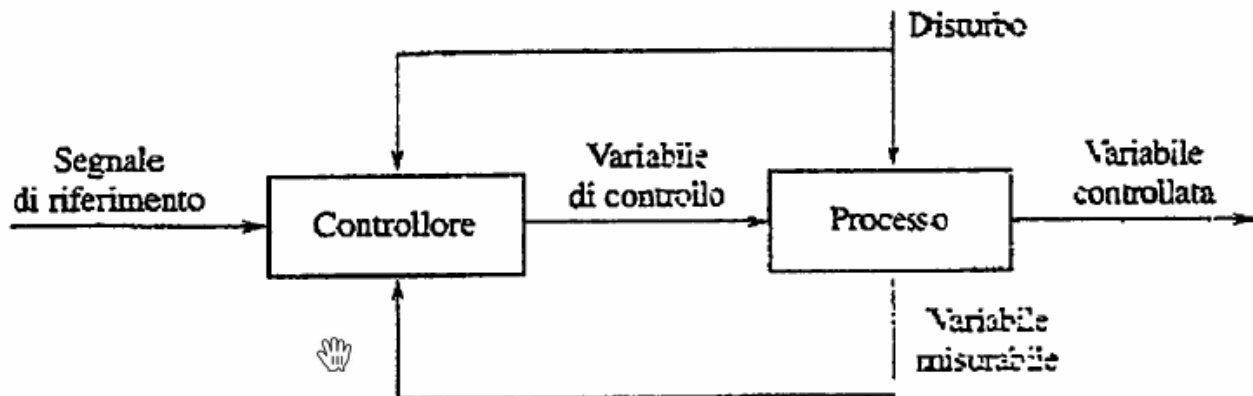 Disturbo
Segnale
di riferimento
Controllore
Variabile
di controllo
Processo
Variabile
controllata
Variabile
misurabile